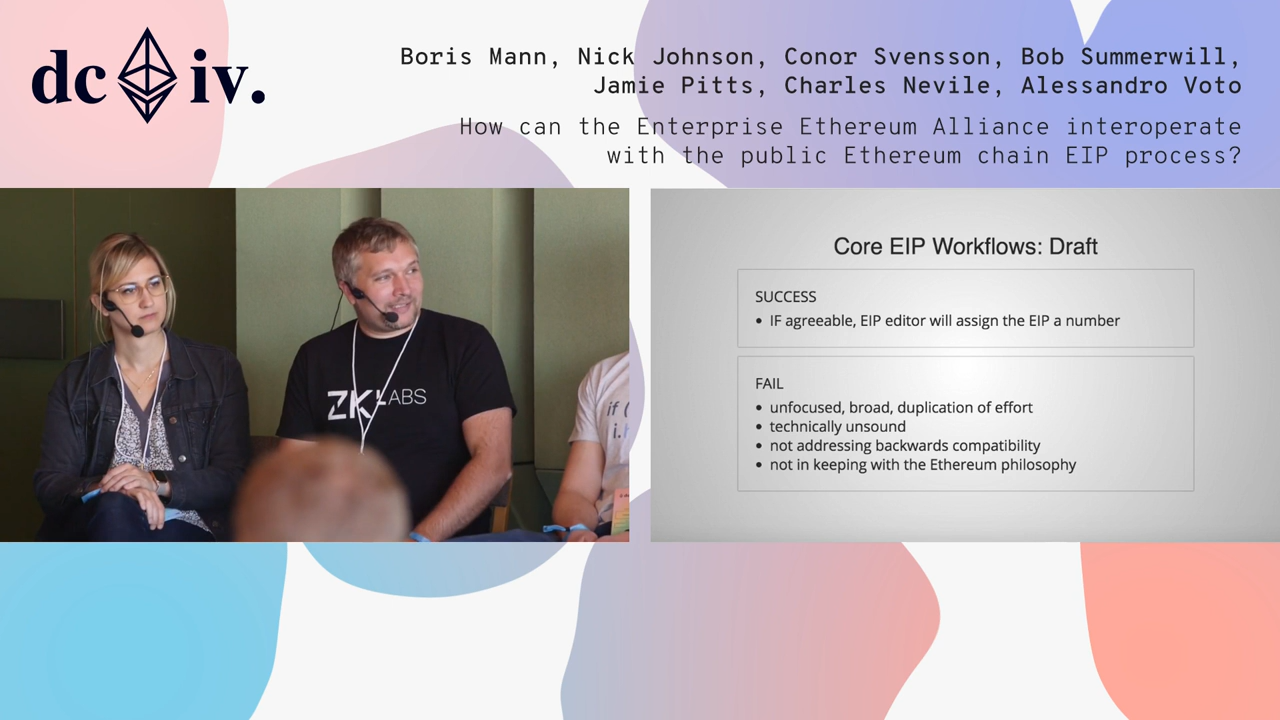 dc iv.
Boris Mann, Nick Johnson, Conor Svensson, Bob Summerwill,
Jamie Pitts, Charles Nevile, Alessandro Voto
How can the Enterprise Ethereum Alliance interoperate
with the public Ethereum chain EIP process?
ZK LABS
if (
i.
Core EIP Workflows: Draft
SUCCESS
• IF agreeable, EIP editor will assign the EIP a number
FAIL
• unfocused, broad, duplication of effort
• technically unsound
• not addressing backwards compatibility
• not in keeping with the Ethereum philosophy